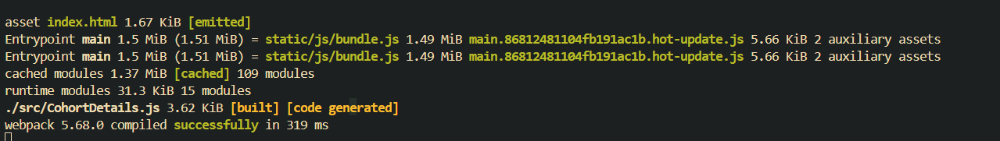 asset index.html 1.67 KiB [emitted]
Entrypoint main 1.5 MiB (1.51 MiB) = static/js/bundle.js 1.49 MiB main.86812481104fb191ac1b.hot-update.js 5.66 KiB 2 auxiliary assets
Entrypoint main 1.5 MiB (1.51 MiB) = static/js/bundle.js 1.49 MiB main.86812481104fb191ac1b.hot-update.js 5.66 KiB 2 auxiliary assets
cached modules 1.37 MiB [cached] 109 modules
runtime modules 31.3 KiB 15 modules
./src/CohortDetails.js 3.62 KiB [built] [code generated]
webpack 5.68.0 compiled successfully in 319 ms